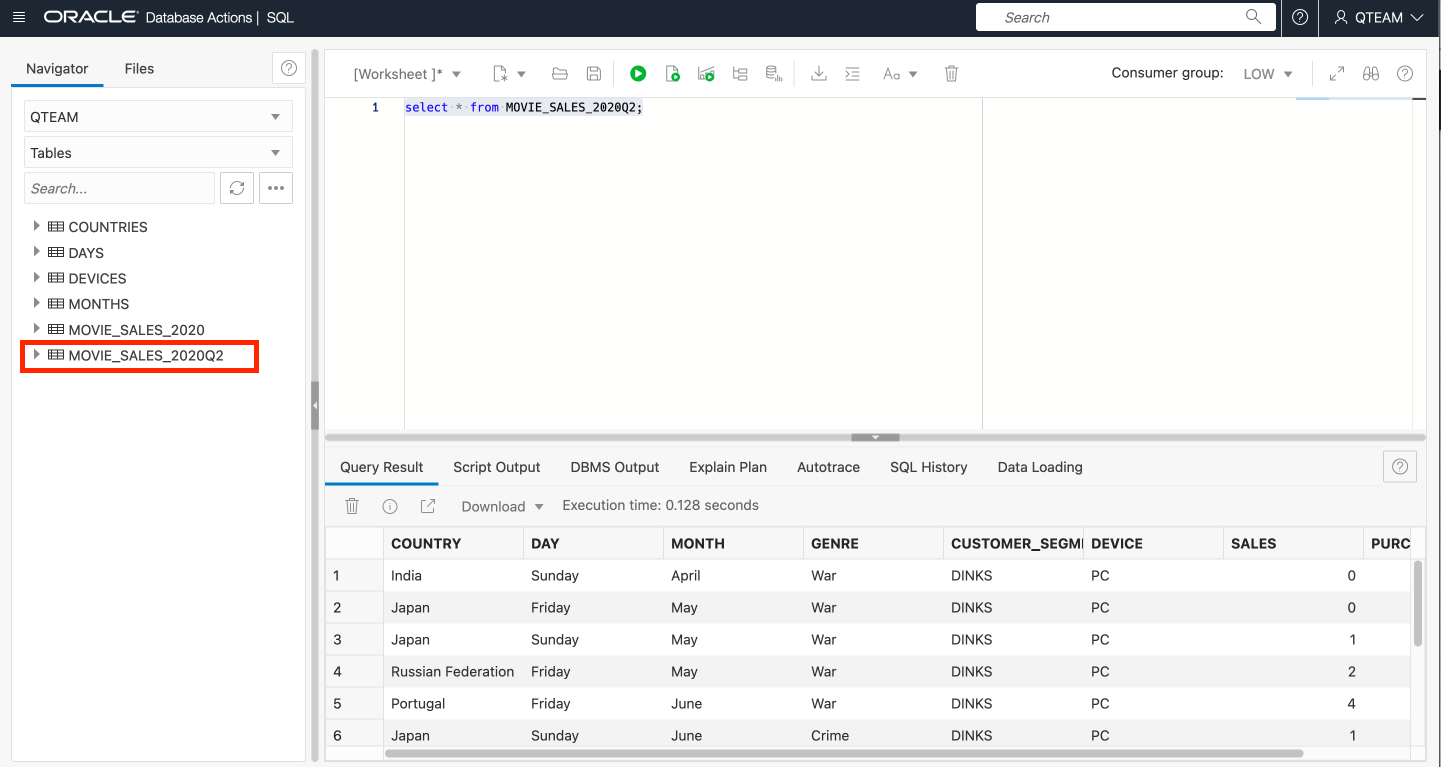 ORACLE Database Actions | SQL
Search
QTEAM
Navigator Files
QTEAM
Tables
Search...
COUNTRIES
DAYS
DEVICES
MONTHS
MOVIE_SALES_2020
MOVIE_SALES_2020Q2
[Worksheet ]*
Aa
Consumer group: LOW
1 select * from MOVIE_SALES_2020Q2;
Query Result Script Output DBMS Output Explain Plan Autotrace SQL History Data Loading
Download Execution time: 0.128 seconds
COUNTRY DAY MONTH GENRE CUSTOMER_SEGM DEVICE SALES PURC
1 India Sunday April War DINKS PC 0
2 Japan Friday May War DINKS PC 0
3 Japan Sunday May War DINKS PC 1
4 Russian Federation Friday May War DINKS PC 2
5 Portugal Friday June War DINKS PC 4
6 Japan Sunday June Crime DINKS PC 1